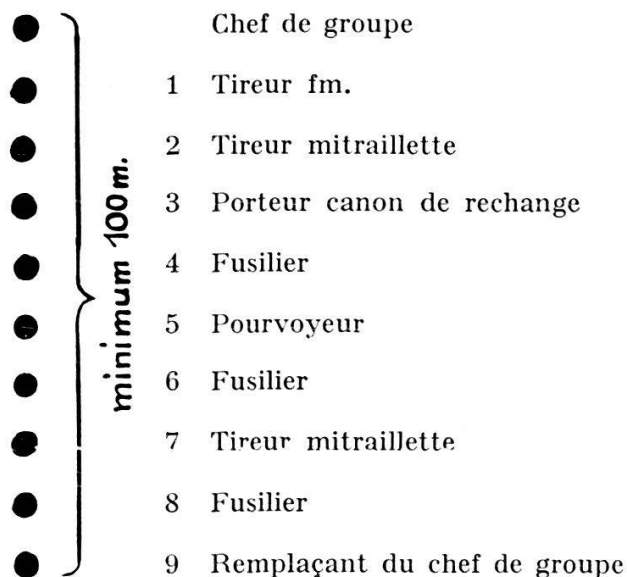 Chef de groupe
1 Tireur fm.
2 Tireur mitraillette
3 Porteur canon de rechange
4 Fusilier
5 Pourvoyeur
6 Fusilier
7 Tireur mitraillette
8 Fusilier
9 Remplaçant du chef de groupe
minimum 100 m.